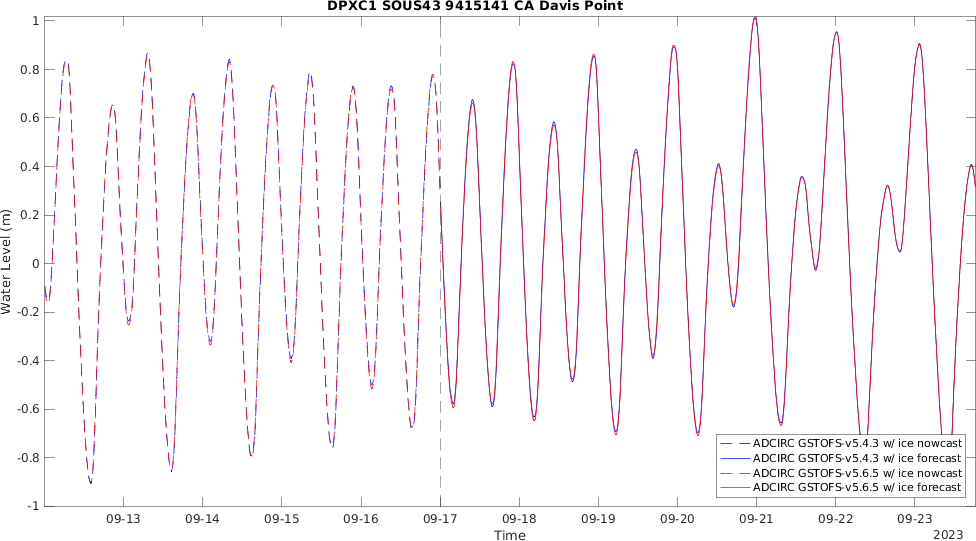 DPXC1 SOUS43 9415141 CA Davis Point
1
0.8
0.6
0.4
0.2
0
-0.2
-0.4
-0.6
-0.8
-1
Water Level (m)
09-13 09-14 09-15 09-16 09-17 09-18 09-19 09-20 09-21 09-22 09-23
Time
2023
ADCIRC GSTOFS-v5.4.3 w/ ice nowcast
ADCIRC GSTOFS-v5.4.3 w/ ice forecast
ADCIRC GSTOFS-v5.6.5 w/ ice nowcast
ADCIRC GSTOFS-v5.6.5 w/ ice forecast